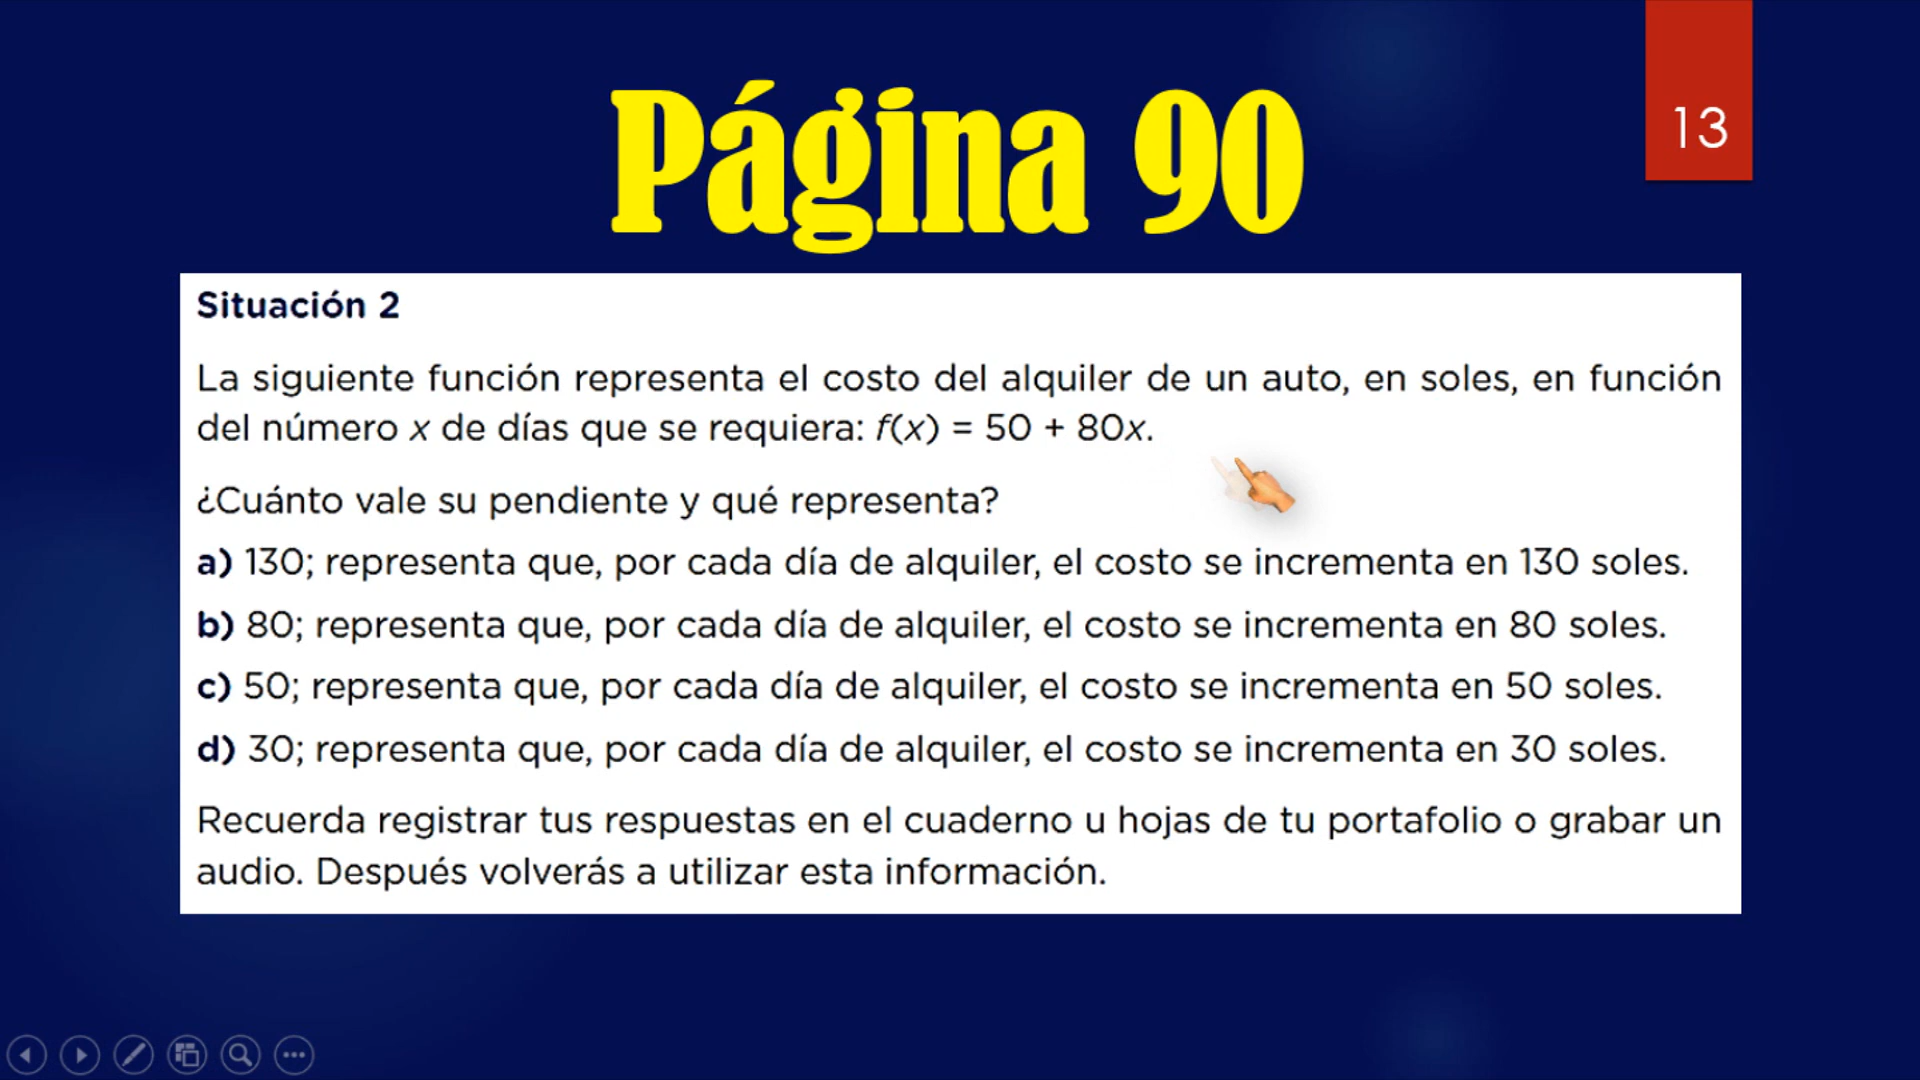 Página 90
13
Situación 2
La siguiente función representa el costo del alquiler de un auto, en soles, en función
del número x de días que se requiera: f(x) = 50 + 80x.
¿Cuánto vale su pendiente y qué representa?
a) 130; representa que, por cada día de alquiler, el costo se incrementa en 130 soles.
b) 80; representa que, por cada día de alquiler, el costo se incrementa en 80 soles.
c) 50; representa que, por cada día de alquiler, el costo se incrementa en 50 soles.
d) 30; representa que, por cada día de alquiler, el costo se incrementa en 30 soles.
Recuerda registrar tus respuestas en el cuaderno u hojas de tu portafolio o grabar un
audio. Después volverás a utilizar esta información.